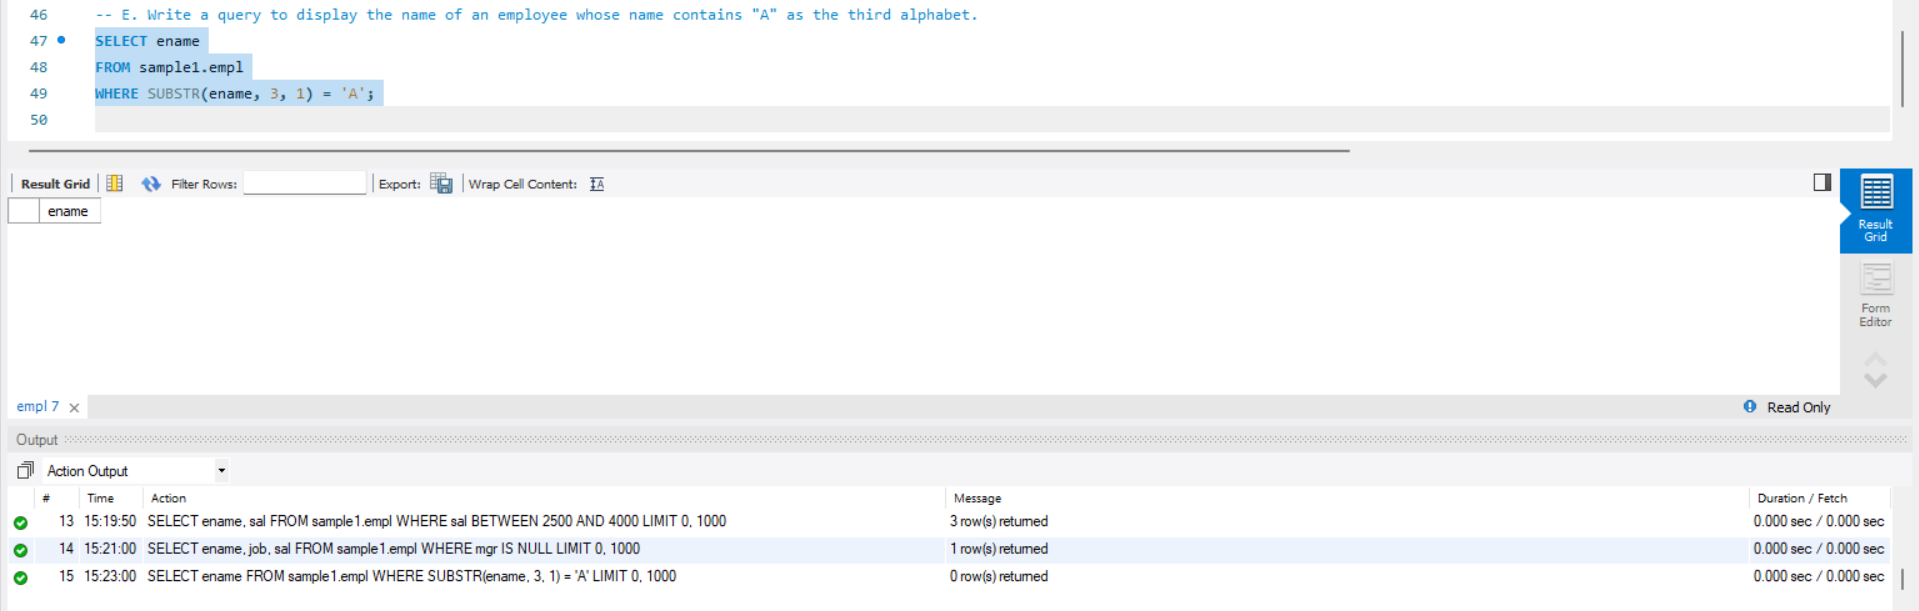 46 -- E. Write a query to display the name of an employee whose name contains "A" as the third alphabet.
47 SELECT ename
48 FROM sample1.empl
49 WHERE SUBSTR(ename, 3, 1) = 'A';
50
Result Grid Filter Rows: Export: Wrap Cell Content: IA
ename
Result
Grid
Form
Editor
empl 7 × Read Only
Output
Action Output
# Time Action Message Duration / Fetch
13 15:19:50 SELECT ename, sal FROM sample1.empl WHERE sal BETWEEN 2500 AND 4000 LIMIT 0, 1000 3 row(s) returned 0.000 sec / 0.000 sec
14 15:21:00 SELECT ename, job, sal FROM sample1.empl WHERE mgr IS NULL LIMIT 0, 1000 1 row(s) returned 0.000 sec / 0.000 sec
15 15:23:00 SELECT ename FROM sample1.empl WHERE SUBSTR(ename, 3, 1) = 'A' LIMIT 0, 1000 0 row(s) returned 0.000 sec / 0.000 sec